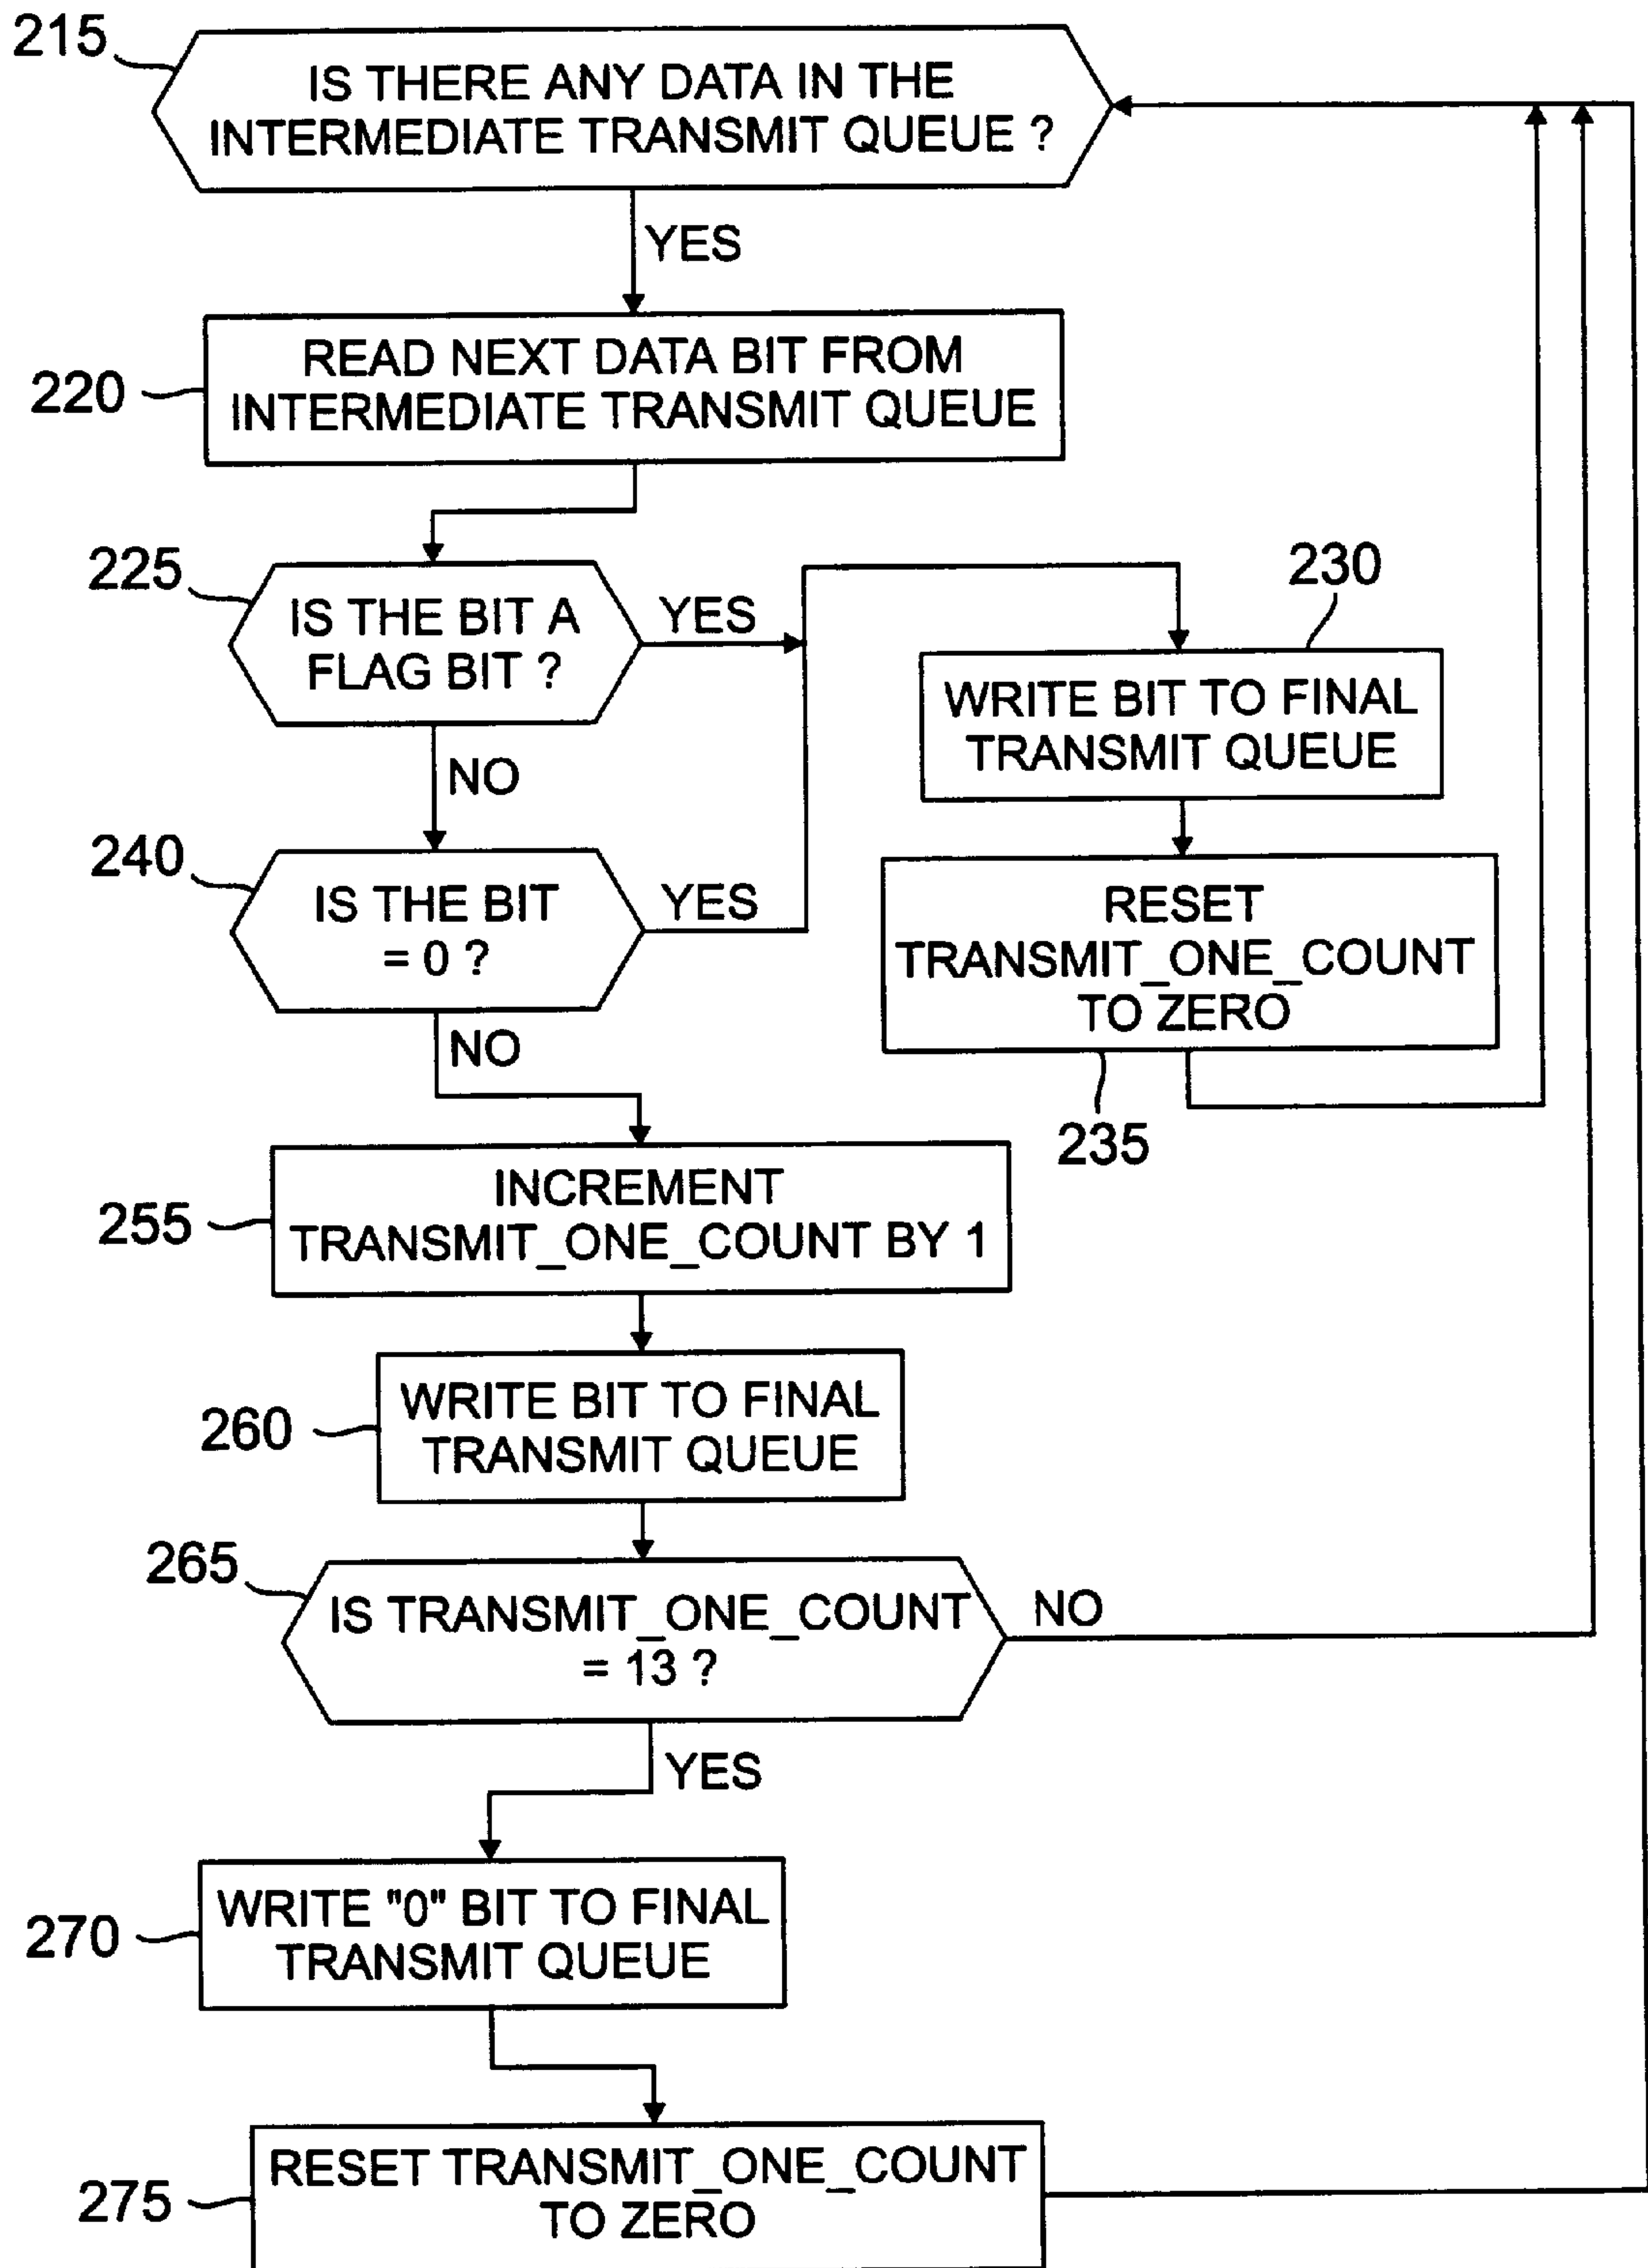 215
IS THERE ANY DATA IN THE
INTERMEDIATE TRANSMIT QUEUE ?
YES
220
READ NEXT DATA BIT FROM
INTERMEDIATE TRANSMIT QUEUE
225
IS THE BIT A
FLAG BIT ?
YES
230
WRITE BIT TO FINAL
TRANSMIT QUEUE
NO
240
IS THE BIT
= 0 ?
YES
RESET
TRANSMIT_ONE_COUNT
TO ZERO
235
NO
255
INCREMENT
TRANSMIT_ONE_COUNT BY 1
260
WRITE BIT TO FINAL
TRANSMIT QUEUE
265
IS TRANSMIT_ONE_COUNT
= 13 ?
NO
YES
270
WRITE "0" BIT TO FINAL
TRANSMIT QUEUE
275
RESET TRANSMIT_ONE_COUNT
TO ZERO